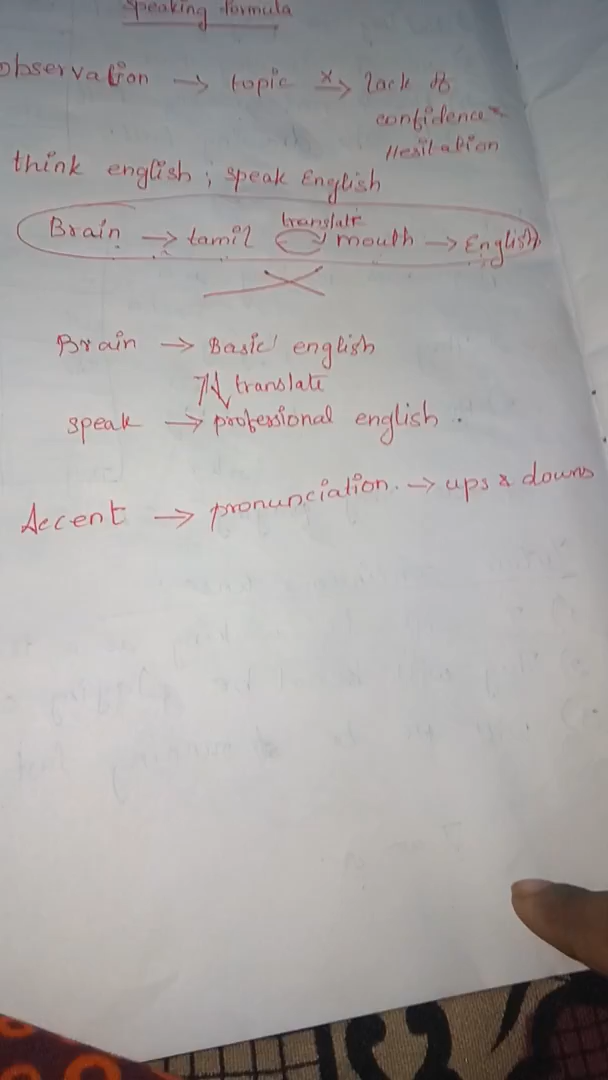 speaking formula
observation → topic x→ lack of
confidence
Hesitation
think english ; speak English
Brain → tamil translate mouth → English
Brain → Basic english
translate
speak → professional english .
Accent → pronunciation. → ups & downs